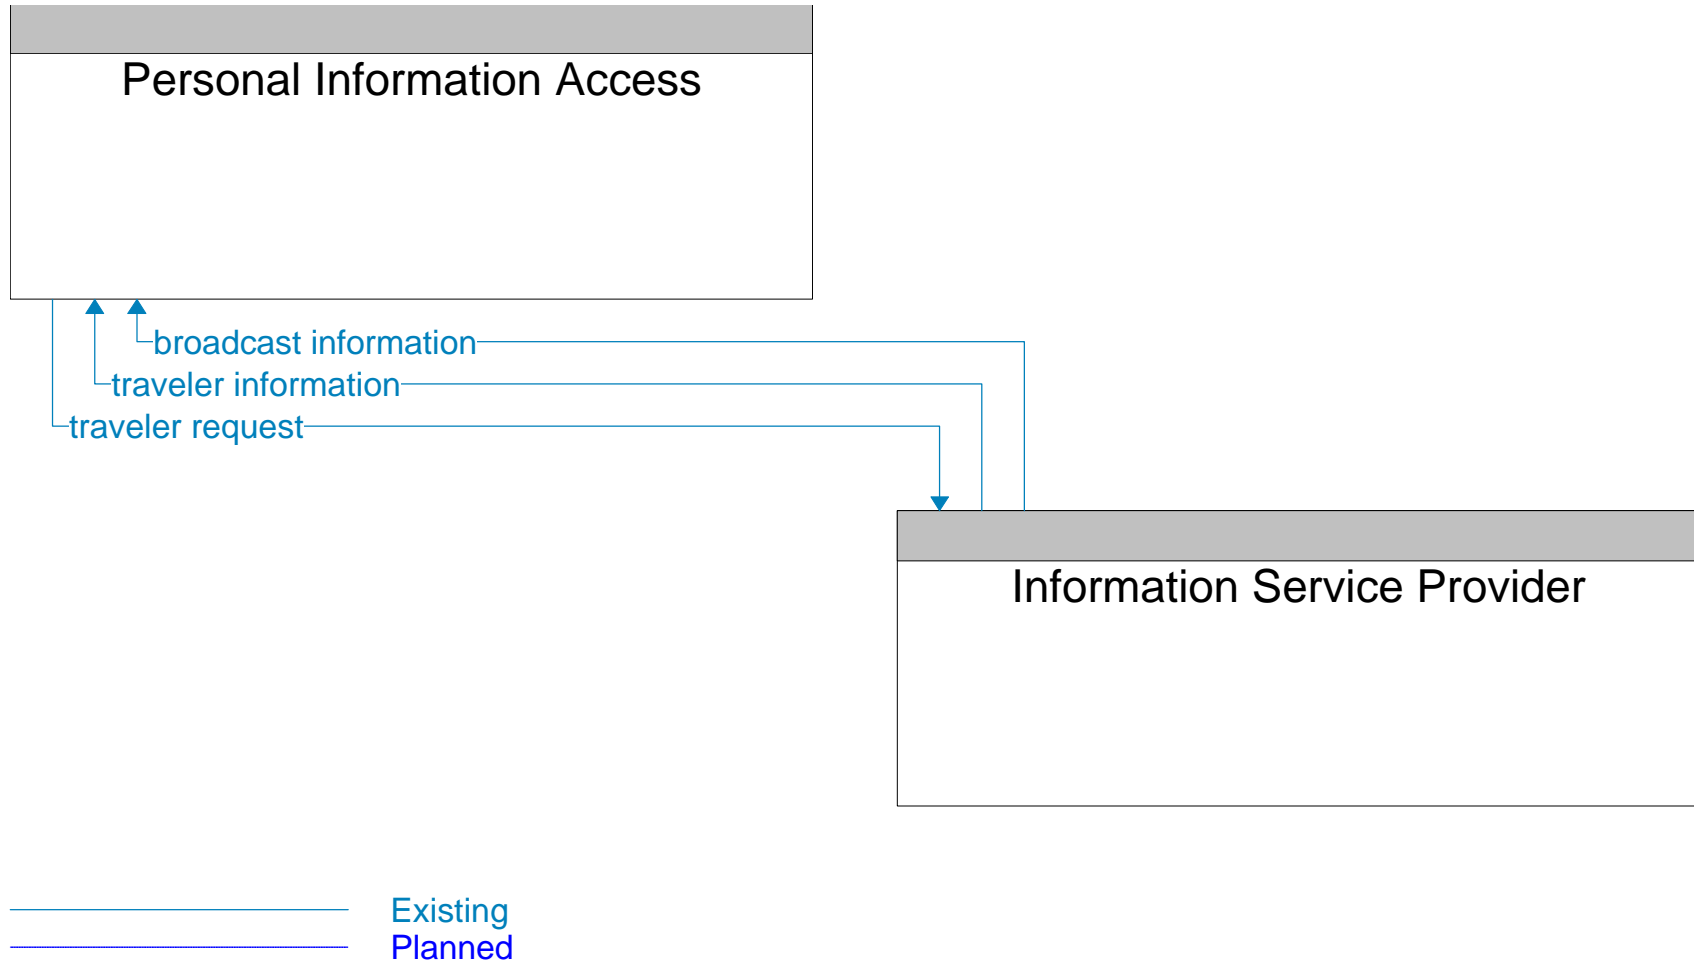 Personal Information Access
broadcast information
traveler information
traveler request
Information Service Provider
Existing
Planned